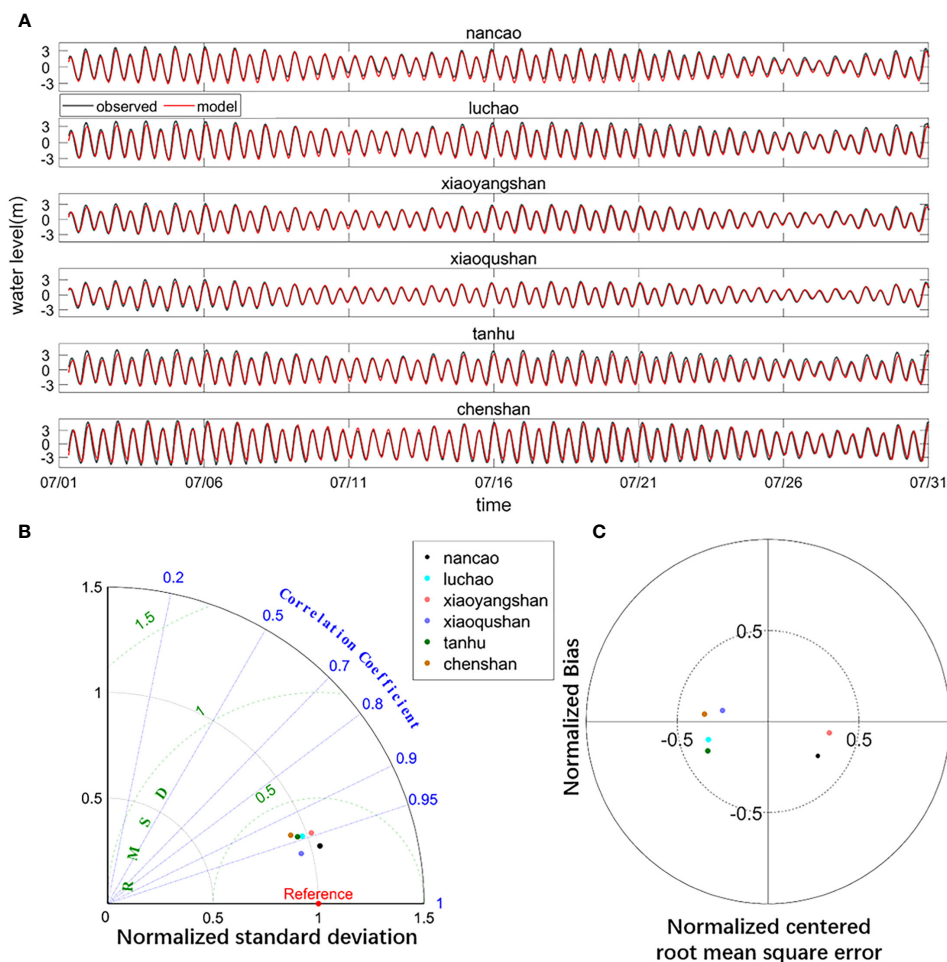 A
nancao
3
0
-3
observed model
luchao
3
0
-3
xiaoyangshan
3
0
-3
water level(m)
xiaoqushan
3
0
-3
tanhu
3
0
-3
chenshan
3
0
-3
07/01 07/06 07/11 07/16 07/21 07/26 07/31
time
B
1.5
1
0.5
0
0.5
1
1.5
0.2
0.5
0.7
0.8
0.9
0.95
1
Correlation Coefficient
1.5
1
0.5
R M S D
Reference
Normalized standard deviation
nancao
luchao
xiaoyangshan
xiaoqushan
tanhu
chenshan
C
0.5
-0.5
0.5
-0.5
Normalized Bias
Normalized centered
root mean square error